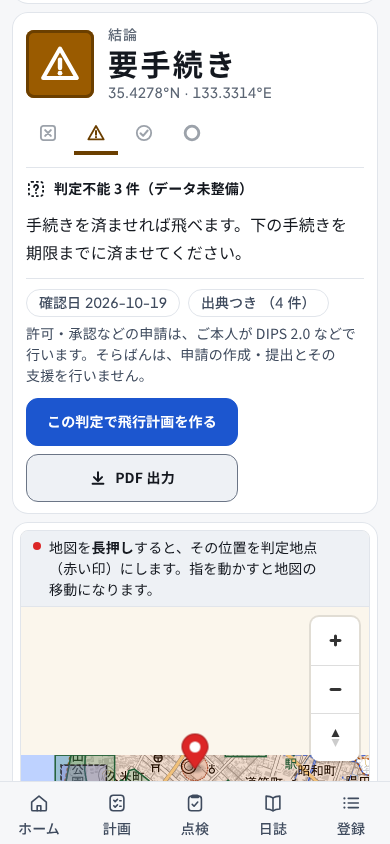 結論
要手続き
35.4278°N · 133.3314°E
判定不能 3 件（データ未整備）
手続きを済ませれば飛べます。下の手続きを
期限までに済ませてください。
確認日 2026-10-19
出典つき （4 件）
許可・承認などの申請は、ご本人が DIPS 2.0 などで
行います。そらばんは、申請の作成・提出とその
支援を行いません。
この判定で飛行計画を作る
PDF 出力
地図を長押しすると、その位置を判定地点
（赤い印）にします。指を動かすと地図の
移動になります。
久米町
駅
昭和町
ホーム
計画
点検
日誌
登録